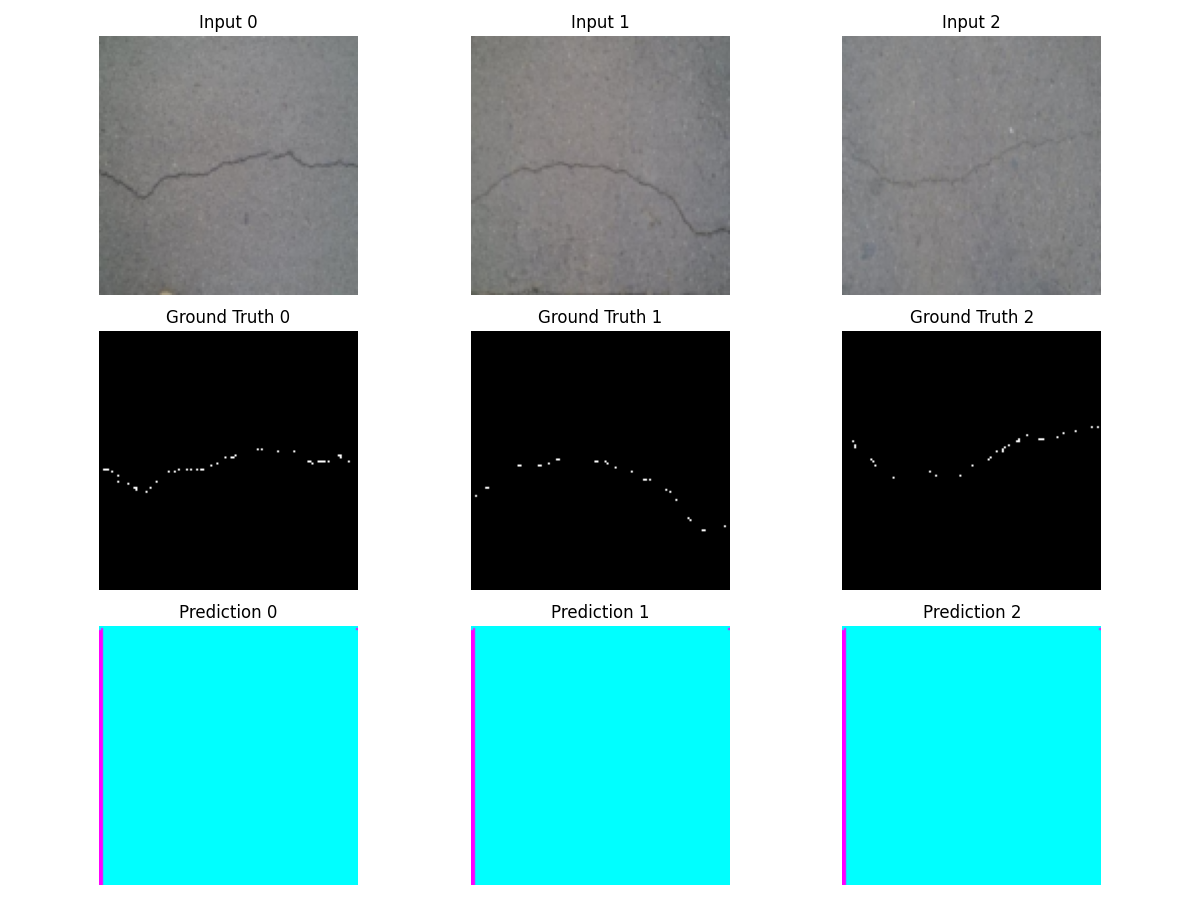 Input 0
Input 1
Input 2
Ground Truth 0
Ground Truth 1
Ground Truth 2
Prediction 0
Prediction 1
Prediction 2